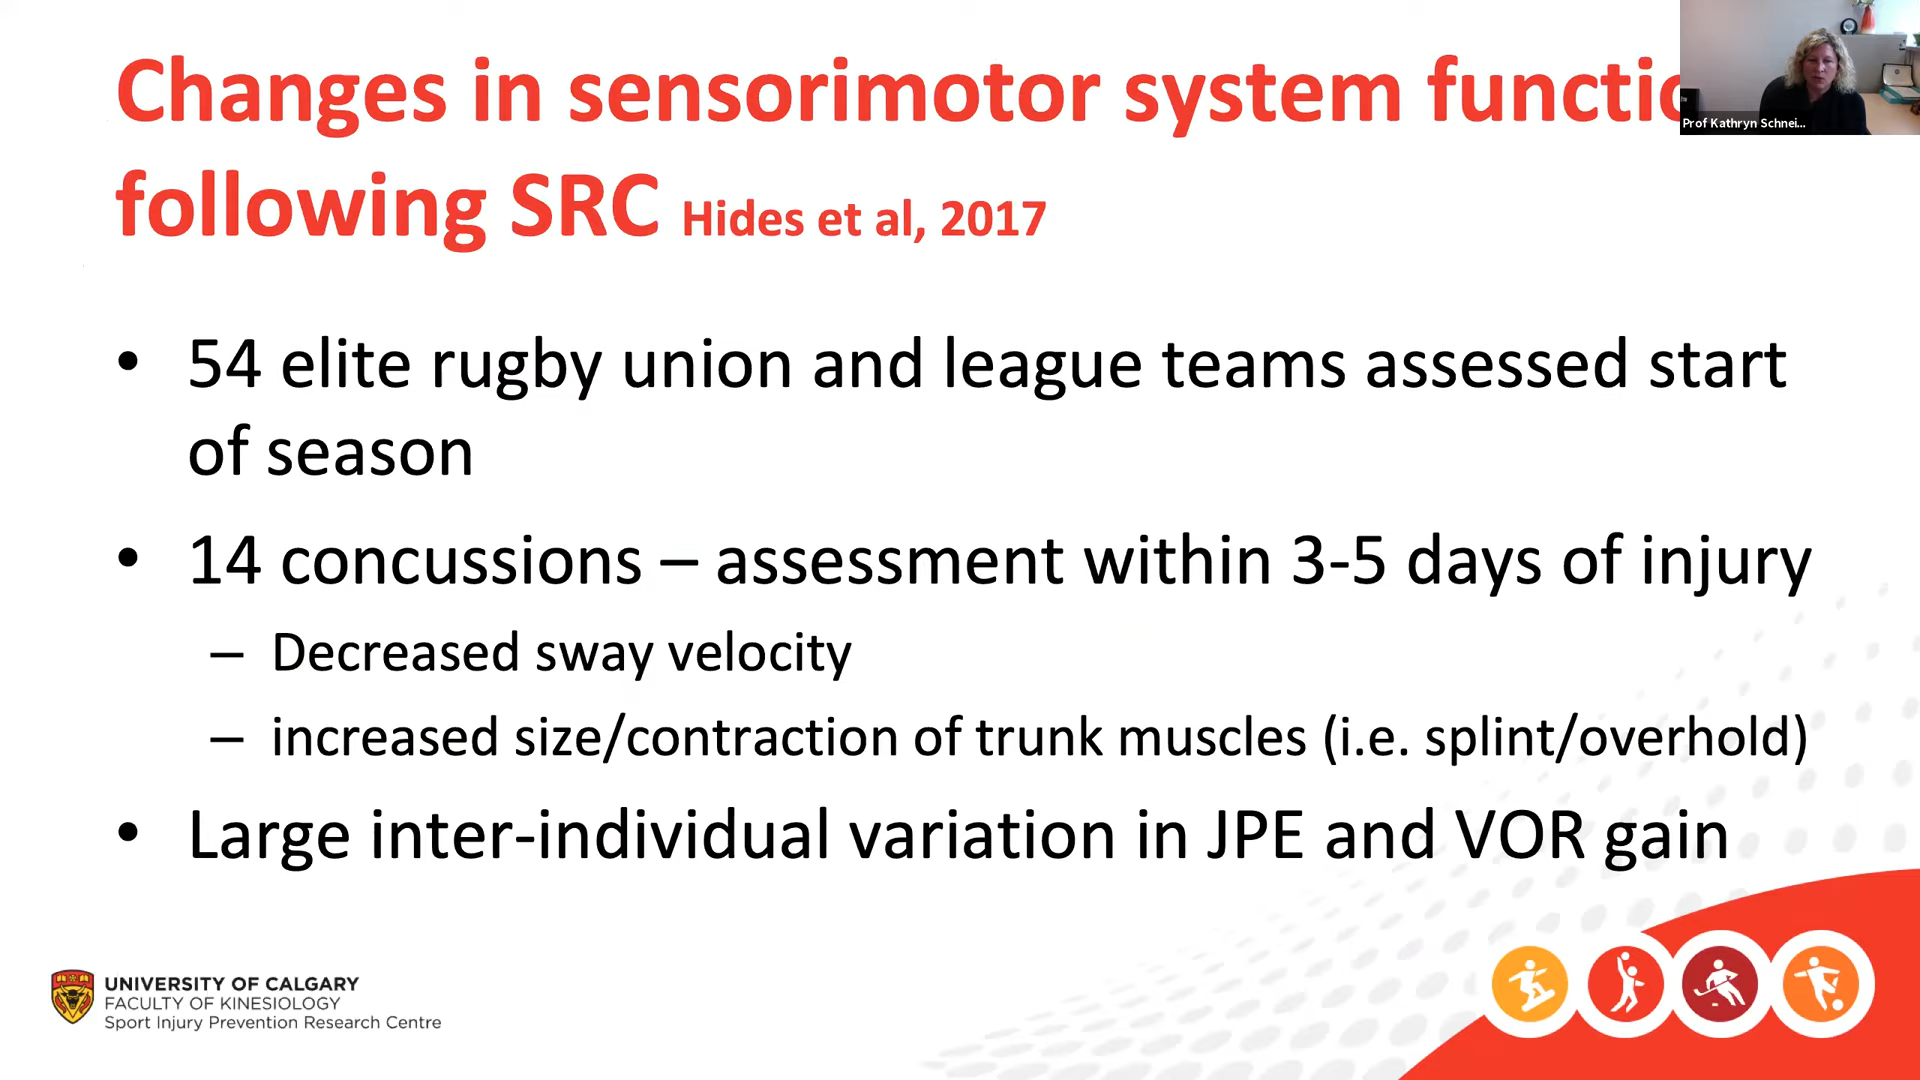 Changes in sensorimotor system functio
following SRC Hides et al, 2017
Prof Kathryn Schnei...
• 54 elite rugby union and league teams assessed start
of season
• 14 concussions – assessment within 3-5 days of injury
– Decreased sway velocity
– increased size/contraction of trunk muscles (i.e. splint/overhold)
• Large inter-individual variation in JPE and VOR gain
UNIVERSITY OF CALGARY
FACULTY OF KINESIOLOGY
Sport Injury Prevention Research Centre